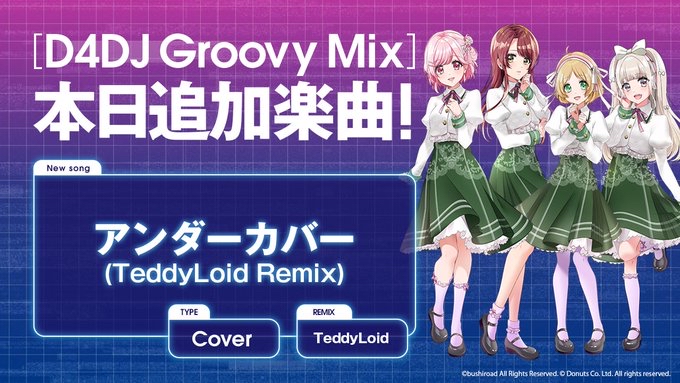 [D4DJ Groovy Mix]
本日追加楽曲!
New song
アンダーカバー
(TeddyLoid Remix)
TYPE
Cover
REMIX
TeddyLoid
©bushiroad All Rights Reserved. © Donuts Co. Ltd. All rights reserved.